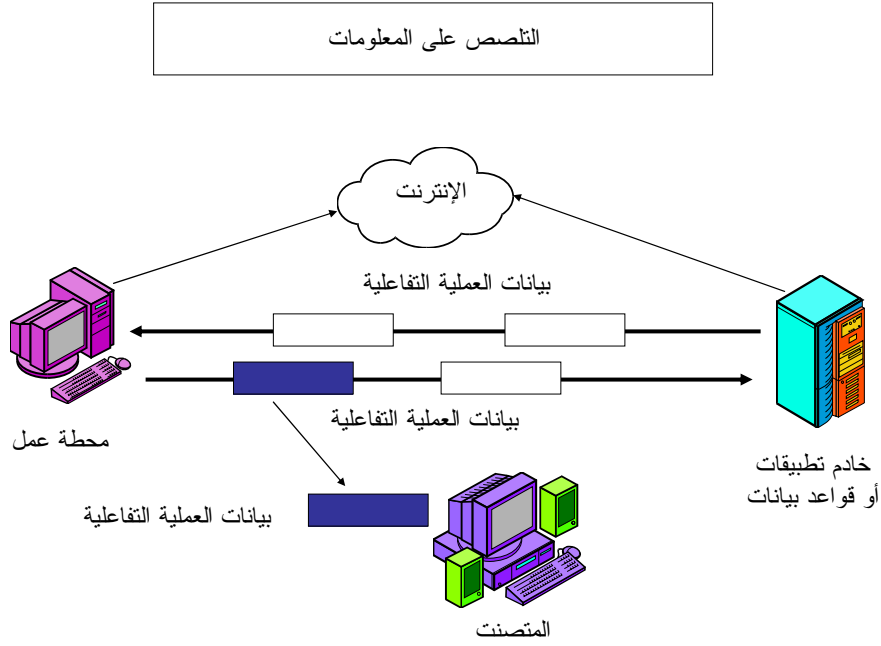 التلصص على المعلومات
الإنترنت
بيانات العملية التفاعلية
بيانات العملية التفاعلية
محطة عمل
خادم تطبيقات
أو قواعد بيانات
بيانات العملية التفاعلية
المتصنت